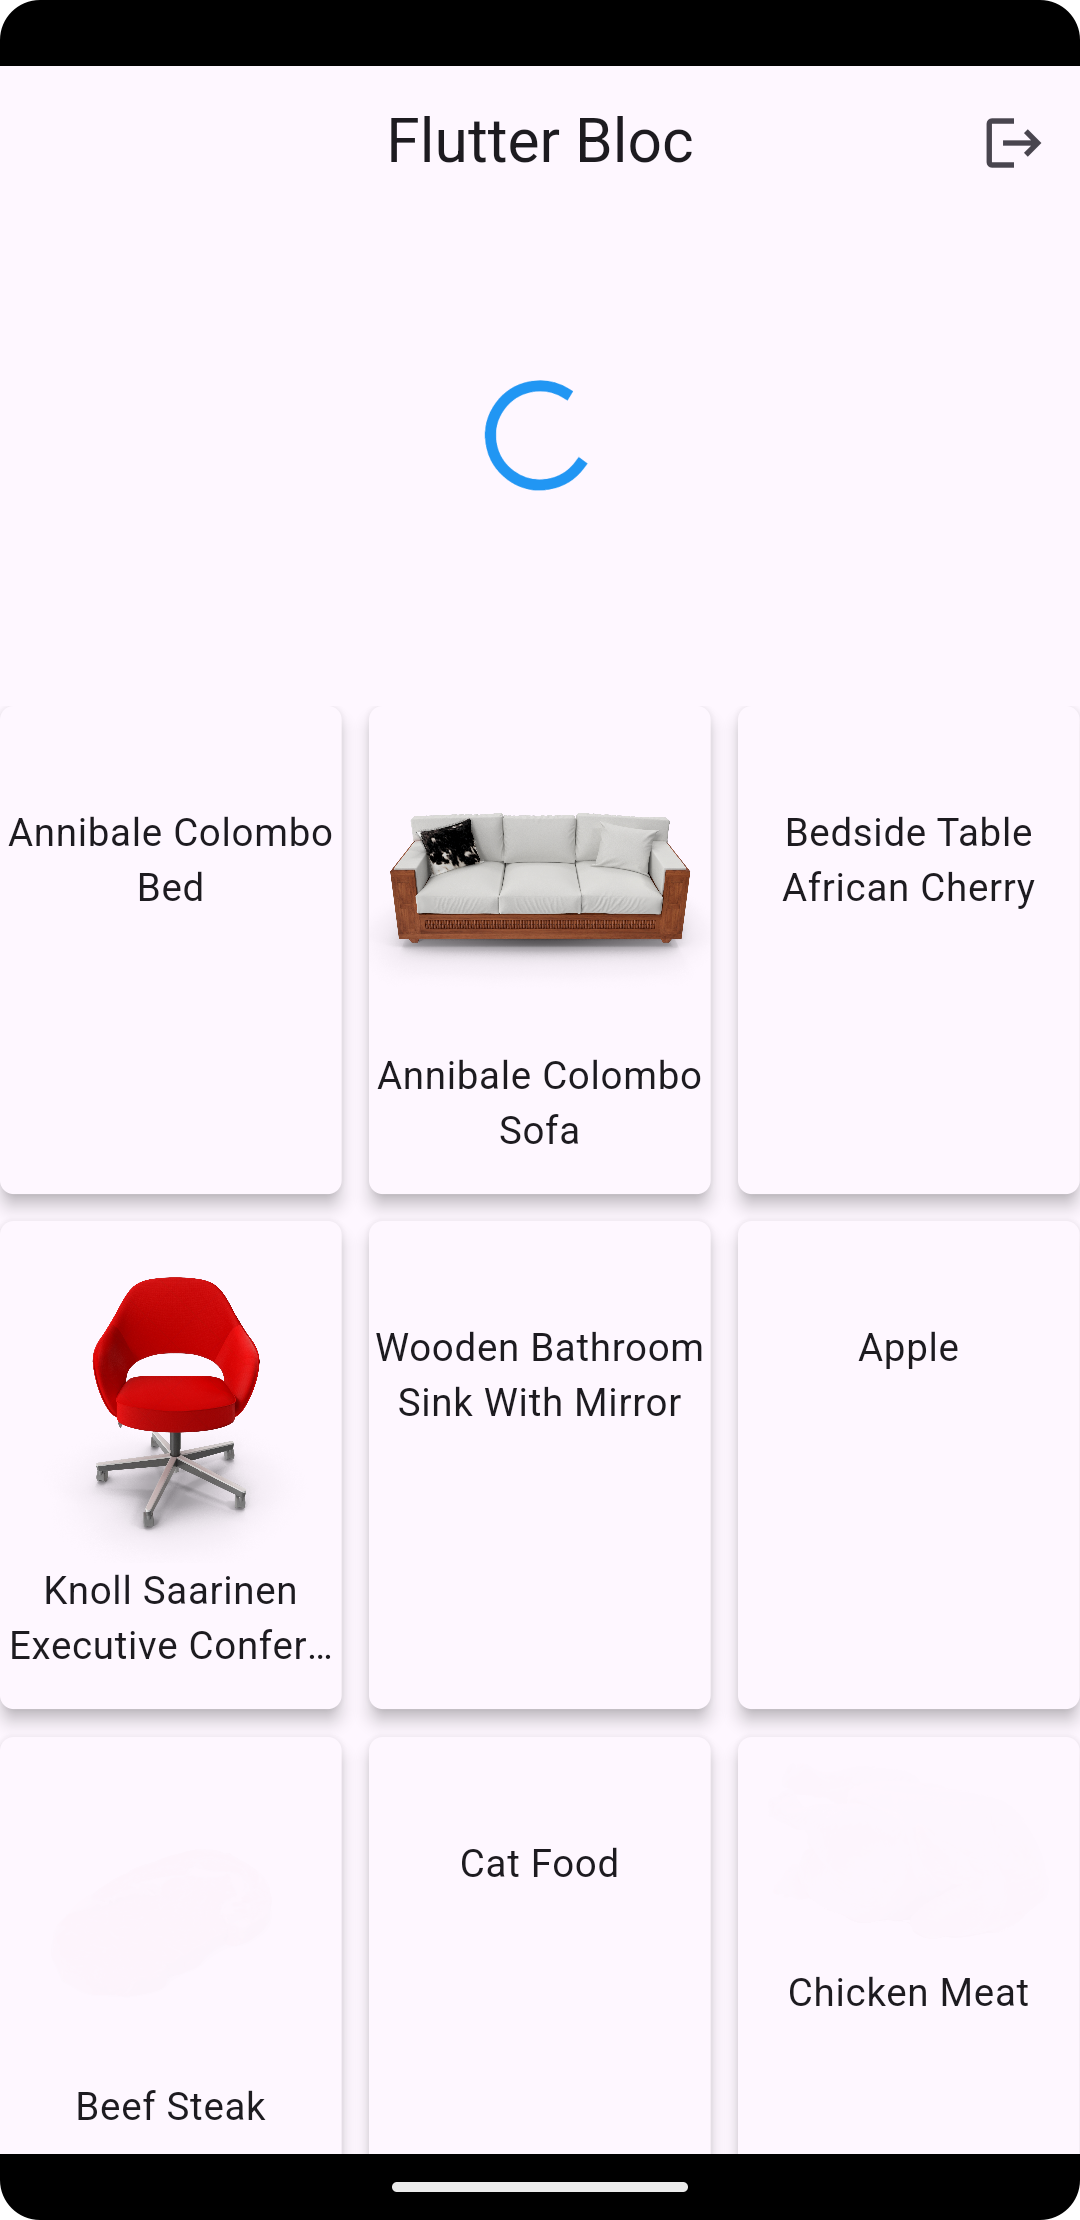 Flutter Bloc
Annibale Colombo
Bed
Annibale Colombo
Sofa
Bedside Table
African Cherry
Knoll Saarinen
Executive Confer...
Wooden Bathroom
Sink With Mirror
Apple
Beef Steak
Cat Food
Chicken Meat